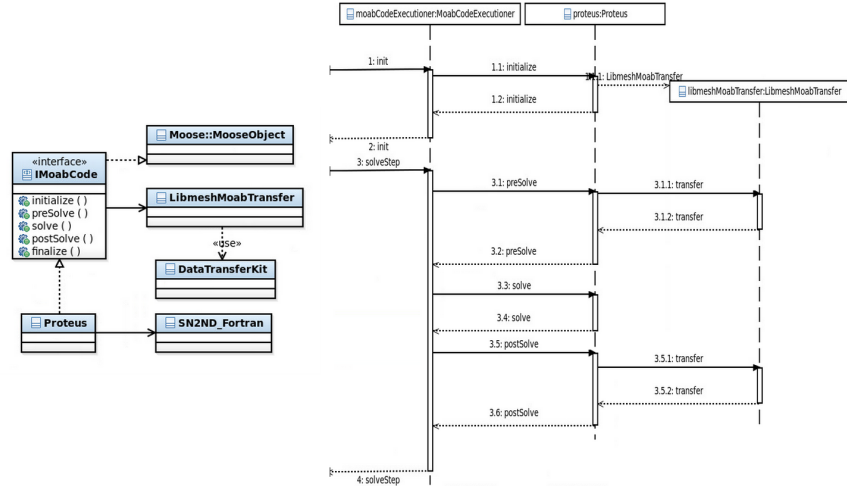 Moose::MooseObject
«interface»
IMoabCode
initialize ( )
preSolve ( )
solve ( )
postSolve ( )
finalize ( )
LibmeshMoabTransfer
«use»
DataTransferKit
Proteus
SN2ND_Fortran
moabCodeExecutioner:MoabCodeExecutioner
proteus:Proteus
1: init
1.1: initialize
1.1.1: LibmeshMoabTransfer
libmeshMoabTransfer:LibmeshMoabTransfer
1.2: initialize
2: init
3: solveStep
3.1: preSolve
3.1.1: transfer
3.1.2: transfer
3.2: preSolve
3.3: solve
3.4: solve
3.5: postSolve
3.5.1: transfer
3.5.2: transfer
3.6: postSolve
4: solveStep